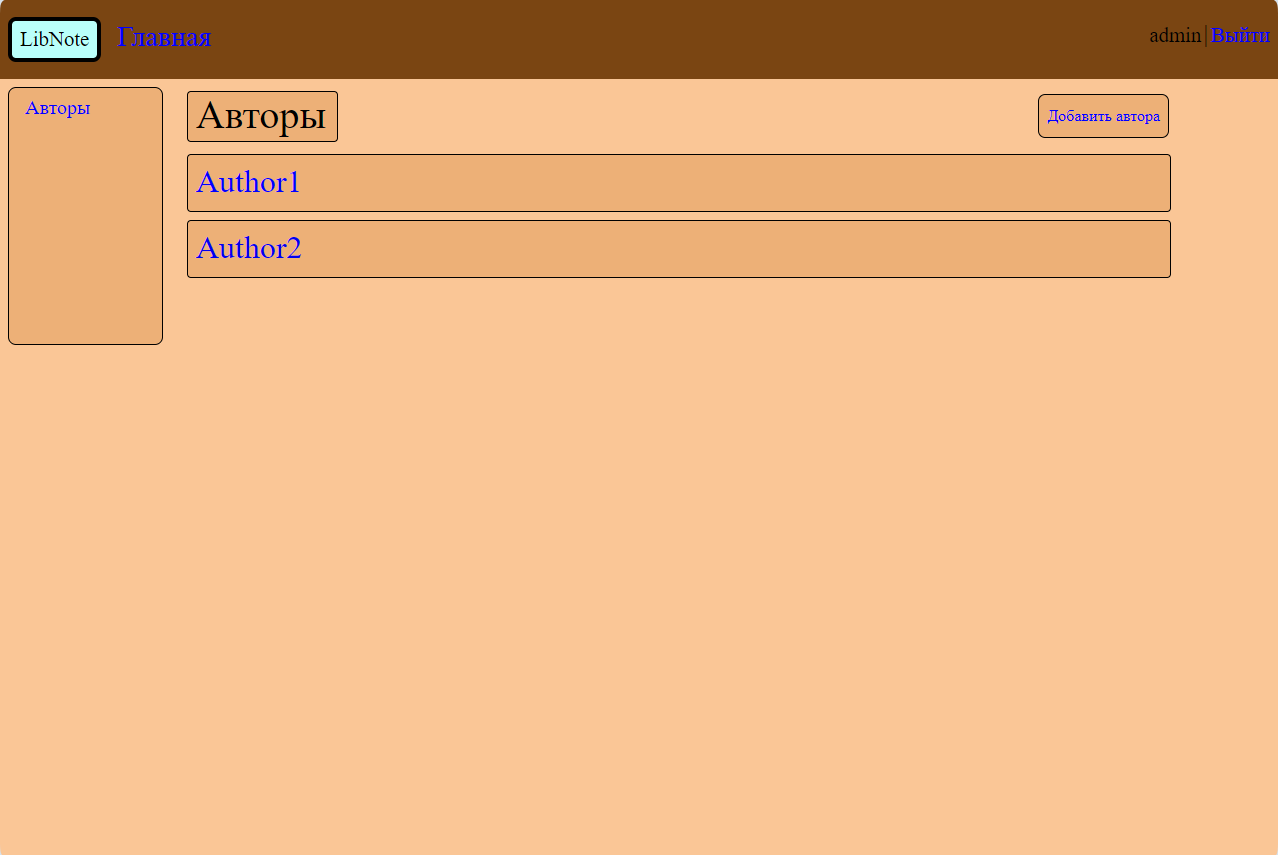 LibNote Главная admin|Выйти
Авторы
Авторы Добавить автора
Author1
Author2